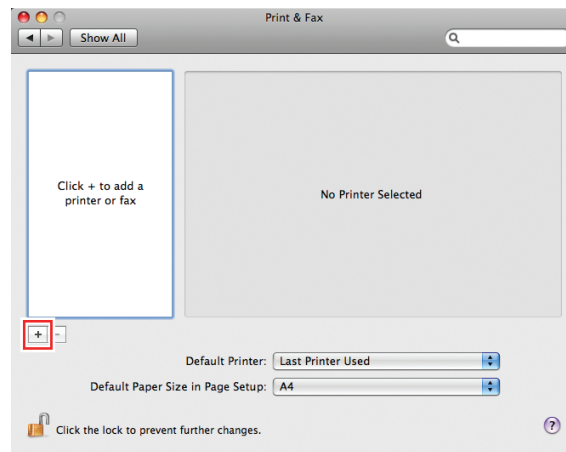 Print & Fax
Show All
Click + to add a
printer or fax
No Printer Selected
+ -
Default Printer: Last Printer Used
Default Paper Size in Page Setup: A4
Click the lock to prevent further changes.
?